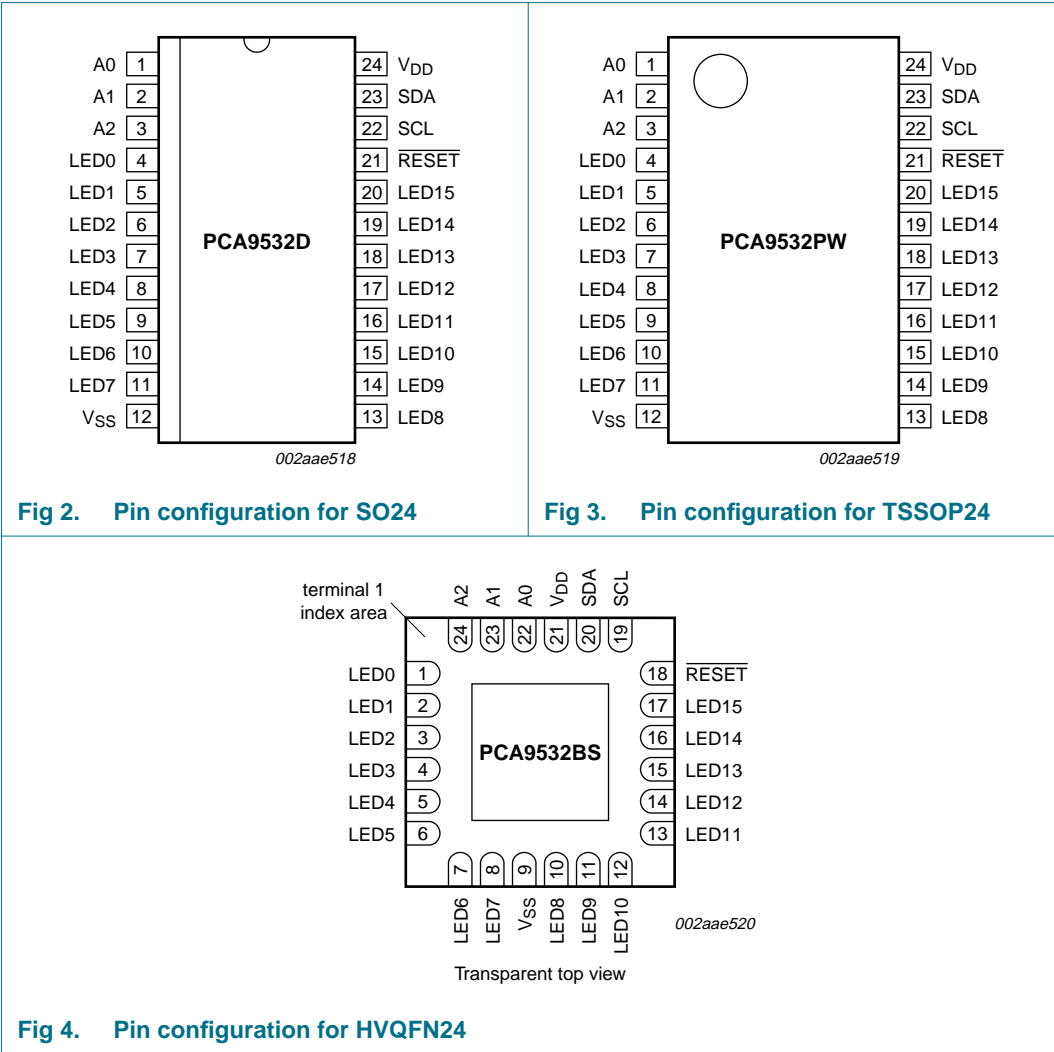 A0 1
A1 2
A2 3
LED0 4
LED1 5
LED2 6
LED3 7
LED4 8
LED5 9
LED6 10
LED7 11
VSS 12
PCA9532D
24 VDD
23 SDA
22 SCL
21 RESET
20 LED15
19 LED14
18 LED13
17 LED12
16 LED11
15 LED10
14 LED9
13 LED8
002aae518
Fig 2. Pin configuration for SO24
A0 1
A1 2
A2 3
LED0 4
LED1 5
LED2 6
LED3 7
LED4 8
LED5 9
LED6 10
LED7 11
VSS 12
PCA9532PW
24 VDD
23 SDA
22 SCL
21 RESET
20 LED15
19 LED14
18 LED13
17 LED12
16 LED11
15 LED10
14 LED9
13 LED8
002aae519
Fig 3. Pin configuration for TSSOP24
terminal 1
index area
A2 24
A1 23
A0 22
VDD 21
SDA 20
SCL 19
LED0 1
LED1 2
LED2 3
LED3 4
LED4 5
LED5 6
PCA9532BS
18 RESET
17 LED15
16 LED14
15 LED13
14 LED12
13 LED11
7 LED6
8 LED7
9 VSS
10 LED8
11 LED9
12 LED10
002aae520
Transparent top view
Fig 4. Pin configuration for HVQFN24